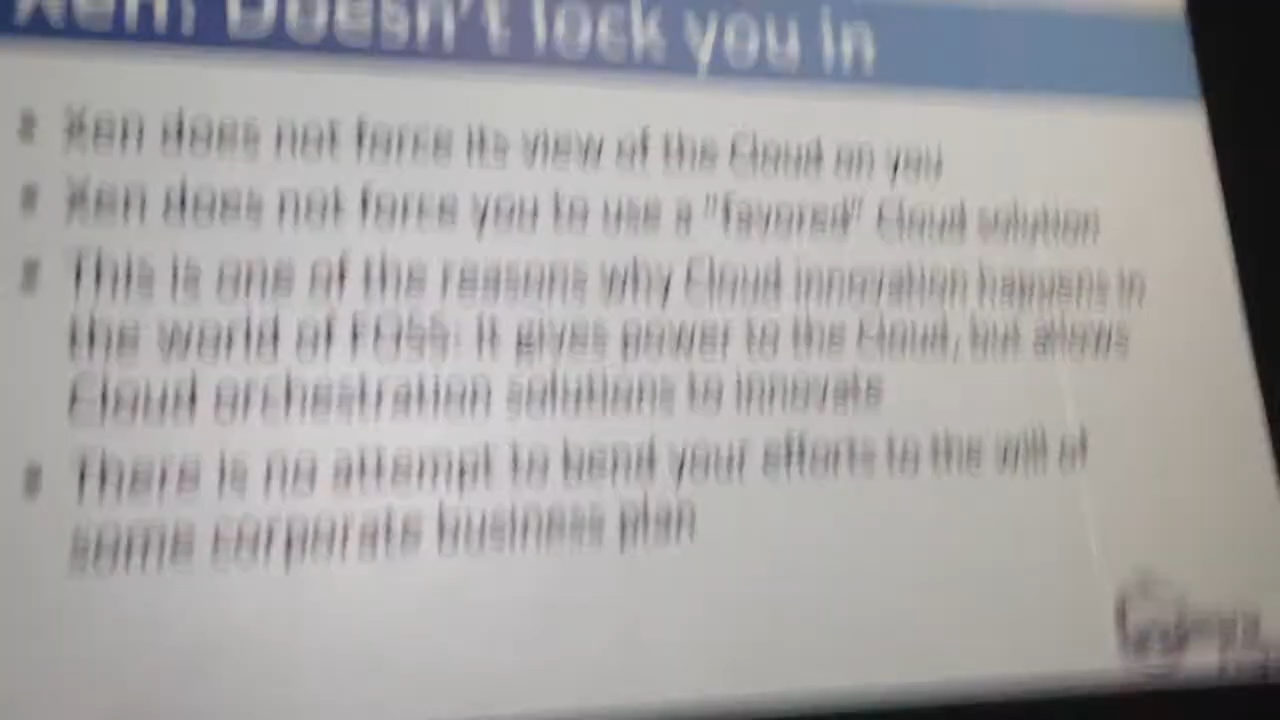 Xen: Doesn't lock you in
Xen does not force its view of the Cloud on you
Xen does not force you to use a "favored" Cloud solution
This is one of the reasons why Cloud innovation happens in
the world of FOSS: It gives power to the Cloud, but allows
Cloud orchestration solutions to innovate
There is no attempt to bend your efforts to the will of
some corporate business plan